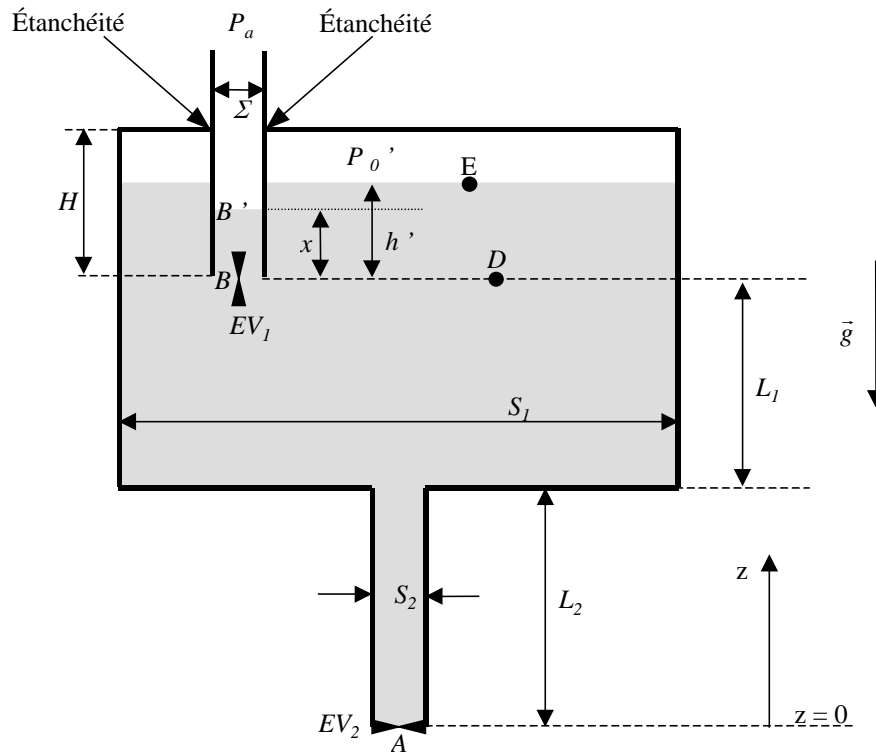 Étanchéité P_a Étanchéité
Σ
P_0'
E
H
B'
x
h'
D
B
EV_1
g⃗
L_1
S_1
z
S_2
L_2
z = 0
EV_2
A